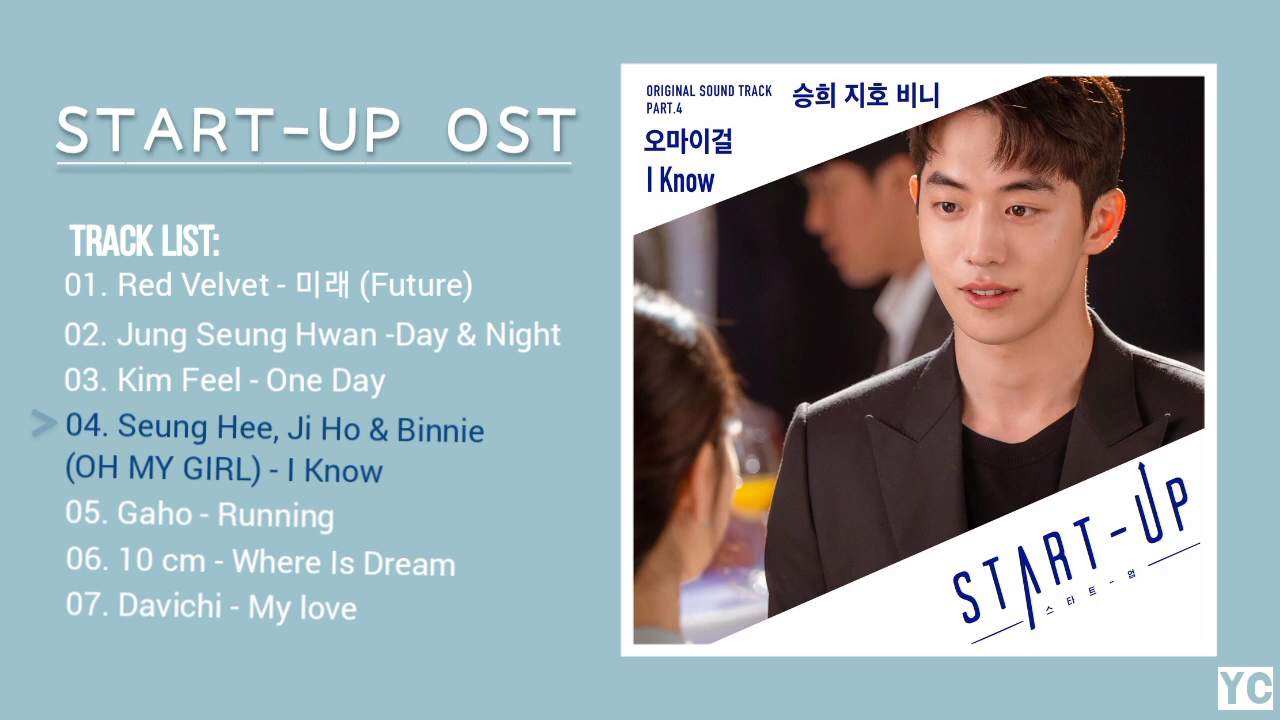 START-UP OST
TRACK LIST:
01. Red Velvet - 미래 (Future)
02. Jung Seung Hwan -Day & Night
03. Kim Feel - One Day
> 04. Seung Hee, Ji Ho & Binnie
(OH MY GIRL) - I Know
05. Gaho - Running
06. 10 cm - Where Is Dream
07. Davichi - My love
ORIGINAL SOUND TRACK
PART.4
승희 지호 비니
오마이걸
I Know
START-UP
스타트-업
YC